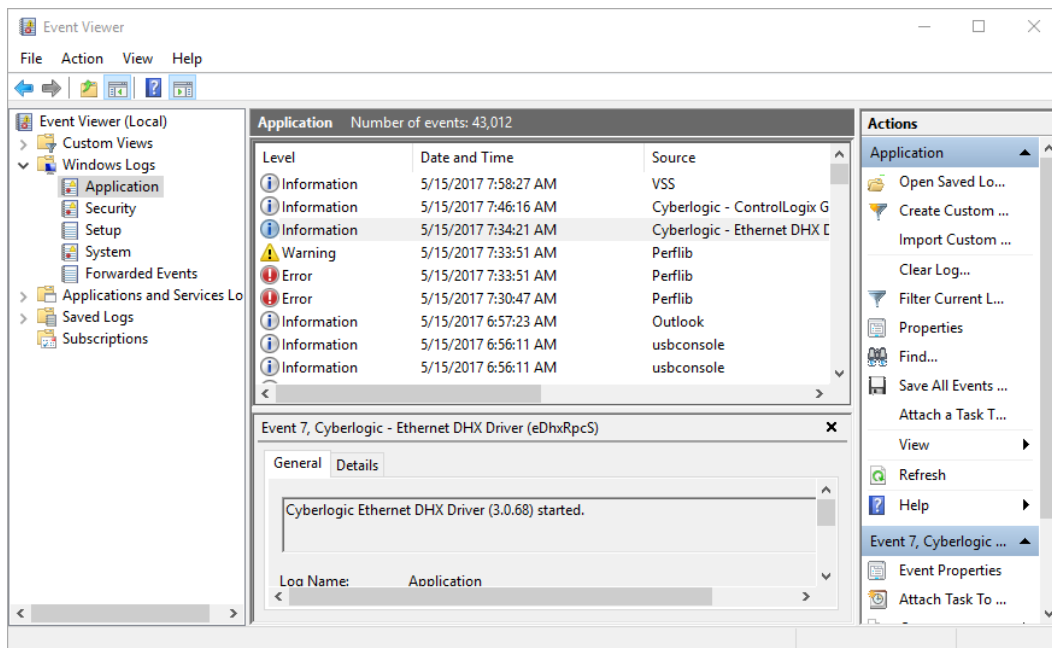 Event Viewer
File Action View Help
Event Viewer (Local)
Custom Views
Windows Logs
Application
Security
Setup
System
Forwarded Events
Applications and Services Lo
Saved Logs
Subscriptions
Application Number of events: 43,012
Level Date and Time Source
Information 5/15/2017 7:58:27 AM VSS
Information 5/15/2017 7:46:16 AM Cyberlogic - ControlLogix G
Information 5/15/2017 7:34:21 AM Cyberlogic - Ethernet DHX D
Warning 5/15/2017 7:33:51 AM Perflib
Error 5/15/2017 7:33:51 AM Perflib
Error 5/15/2017 7:30:47 AM Perflib
Information 5/15/2017 6:57:23 AM Outlook
Information 5/15/2017 6:56:11 AM usbconsole
Information 5/15/2017 6:56:11 AM usbconsole
Event 7, Cyberlogic - Ethernet DHX Driver (eDhxRpcS)
General Details
Cyberlogic Ethernet DHX Driver (3.0.68) started.
Log Name: Application
Actions
Application
Open Saved Lo...
Create Custom ...
Import Custom ...
Clear Log...
Filter Current L...
Properties
Find...
Save All Events ...
Attach a Task T...
View
Refresh
Help
Event 7, Cyberlogic ...
Event Properties
Attach Task To ...